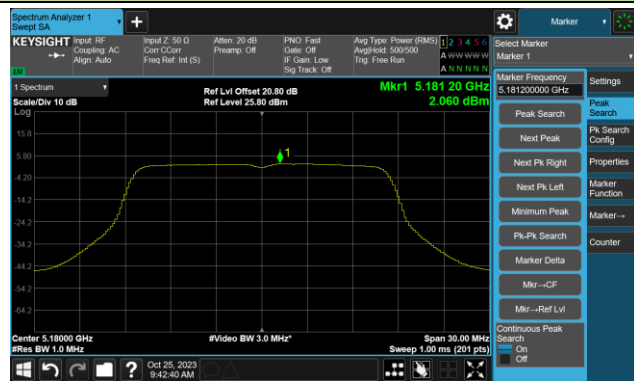 Spectrum Analyzer 1
Swept SA
+
Marker
KEYSIGHT
Input: RF
Coupling: AC
Align: Auto
Input Z: 50 Ω
Corr CCorr
Freq Ref: Int (S)
Atten: 20 dB
Preamp: Off
PNO: Fast
Gate: Off
IF Gain: Low
Sig Track: Off
Avg Type: Power (RMS)
Avg|Hold: 500/500
Trig: Free Run
1 2 3 4 5 6
A W W W W W
A N N N N N
LXI
Select Marker
Marker 1
1 Spectrum
Scale/Div 10 dB
Log
Ref Lvl Offset 20.80 dB
Ref Level 25.80 dBm
Mkr1 5.181 20 GHz
2.060 dBm
1
15.8
5.80
-4.20
-14.2
-24.2
-34.2
-44.2
-54.2
-64.2
Center 5.18000 GHz
#Res BW 1.0 MHz
#Video BW 3.0 MHz*
Span 30.00 MHz
Sweep 1.00 ms (201 pts)
Marker Frequency
5.181200000 GHz
Peak Search
Next Peak
Next Pk Right
Next Pk Left
Minimum Peak
Pk-Pk Search
Marker Delta
Mkr→CF
Mkr→Ref Lvl
Continuous Peak
Search
On
Off
Settings
Peak
Search
Pk Search
Config
Properties
Marker
Function
Marker→
Counter
?
Oct 25, 2023
9:42:40 AM